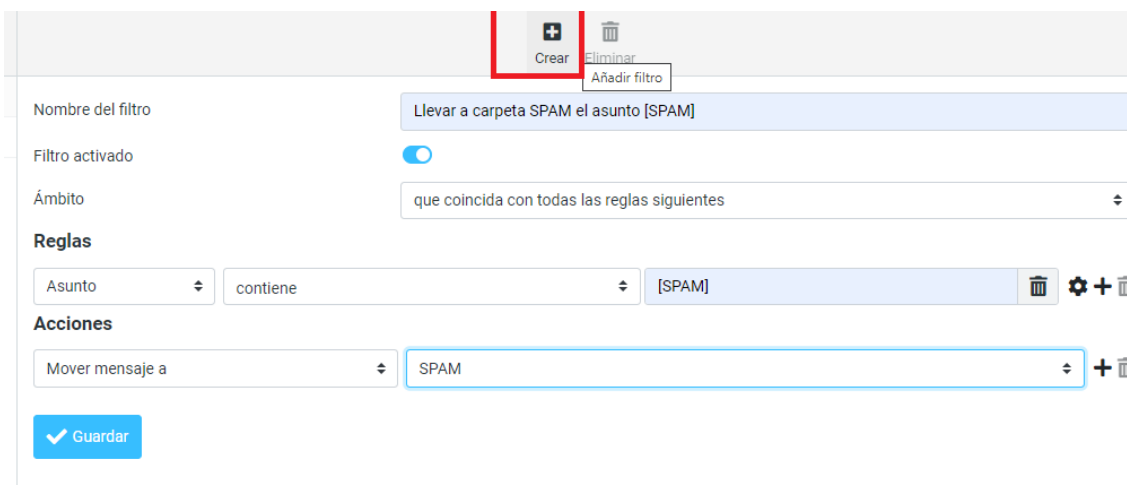 Crear Eliminar
Añadir filtro
Nombre del filtro Llevar a carpeta SPAM el asunto [SPAM]
Filtro activado
Ámbito que coincida con todas las reglas siguientes
Reglas
Asunto contiene [SPAM]
Acciones
Mover mensaje a SPAM
Guardar